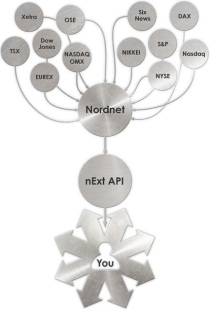 Xetra
OSE
Six
News
DAX
TSX
Dow
Jones
NASDAQ
OMX
NIKKEI
S&P
Nasdaq
EUREX
NYSE
Nordnet
nExt API
You